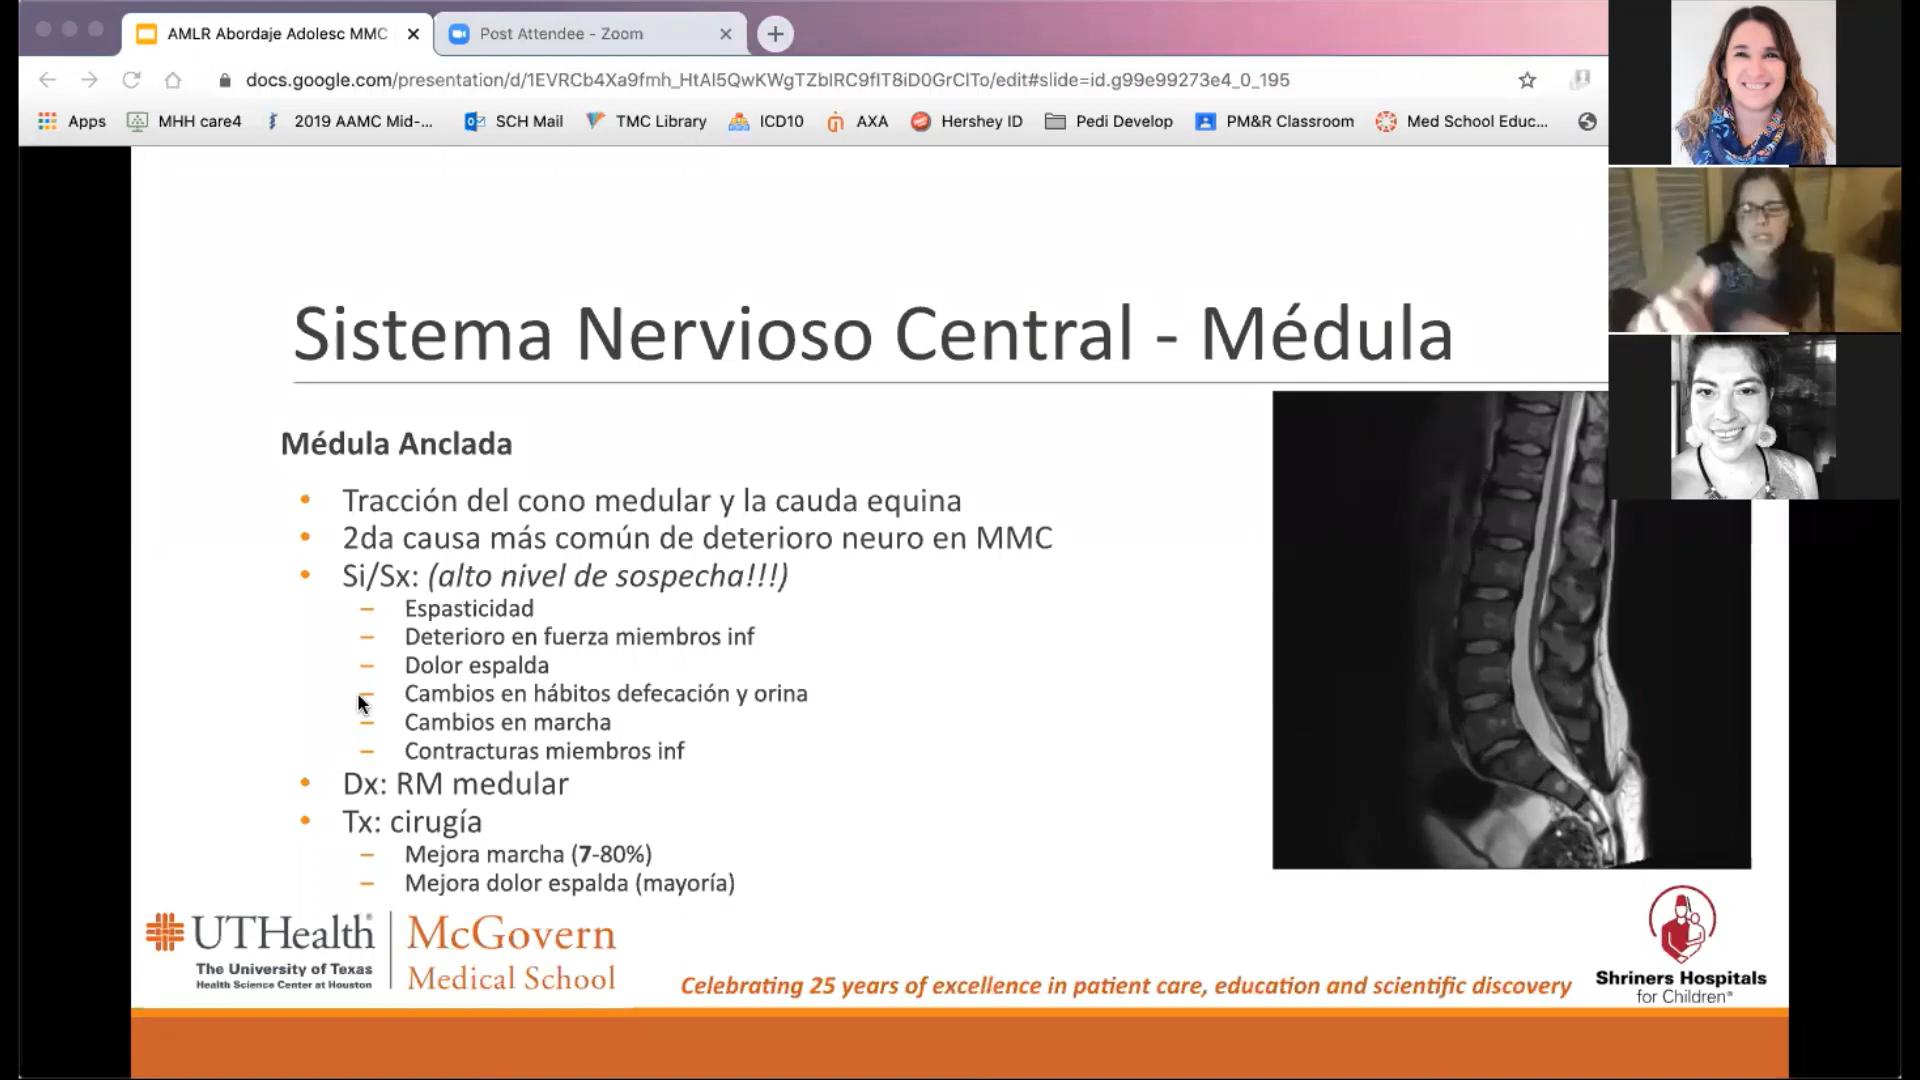 AMLR Abordaje Adolesc MMC
Post Attendee - Zoom
docs.google.com/presentation/d/1EVRCb4Xa9fmh_HtAl5QwKWgTZblRC9flT8iD0GrClTo/edit#slide=id.g99e99273e4_0_195
Apps MHH care4 2019 AAMC Mid-... SCH Mail TMC Library ICD10 AXA Hershey ID Pedi Develop PM&R Classroom Med School Educ...
Sistema Nervioso Central - Médula
Médula Anclada
• Tracción del cono medular y la cauda equina
• 2da causa más común de deterioro neuro en MMC
• Si/Sx: (alto nivel de sospecha!!!)
– Espasticidad
– Deterioro en fuerza miembros inf
– Dolor espalda
– Cambios en hábitos defecación y orina
– Cambios en marcha
– Contracturas miembros inf
• Dx: RM medular
• Tx: cirugía
– Mejora marcha (7-80%)
– Mejora dolor espalda (mayoría)
UTHealth®
The University of Texas
Health Science Center at Houston
McGovern
Medical School
Celebrating 25 years of excellence in patient care, education and scientific discovery
Shriners Hospitals
for Children®